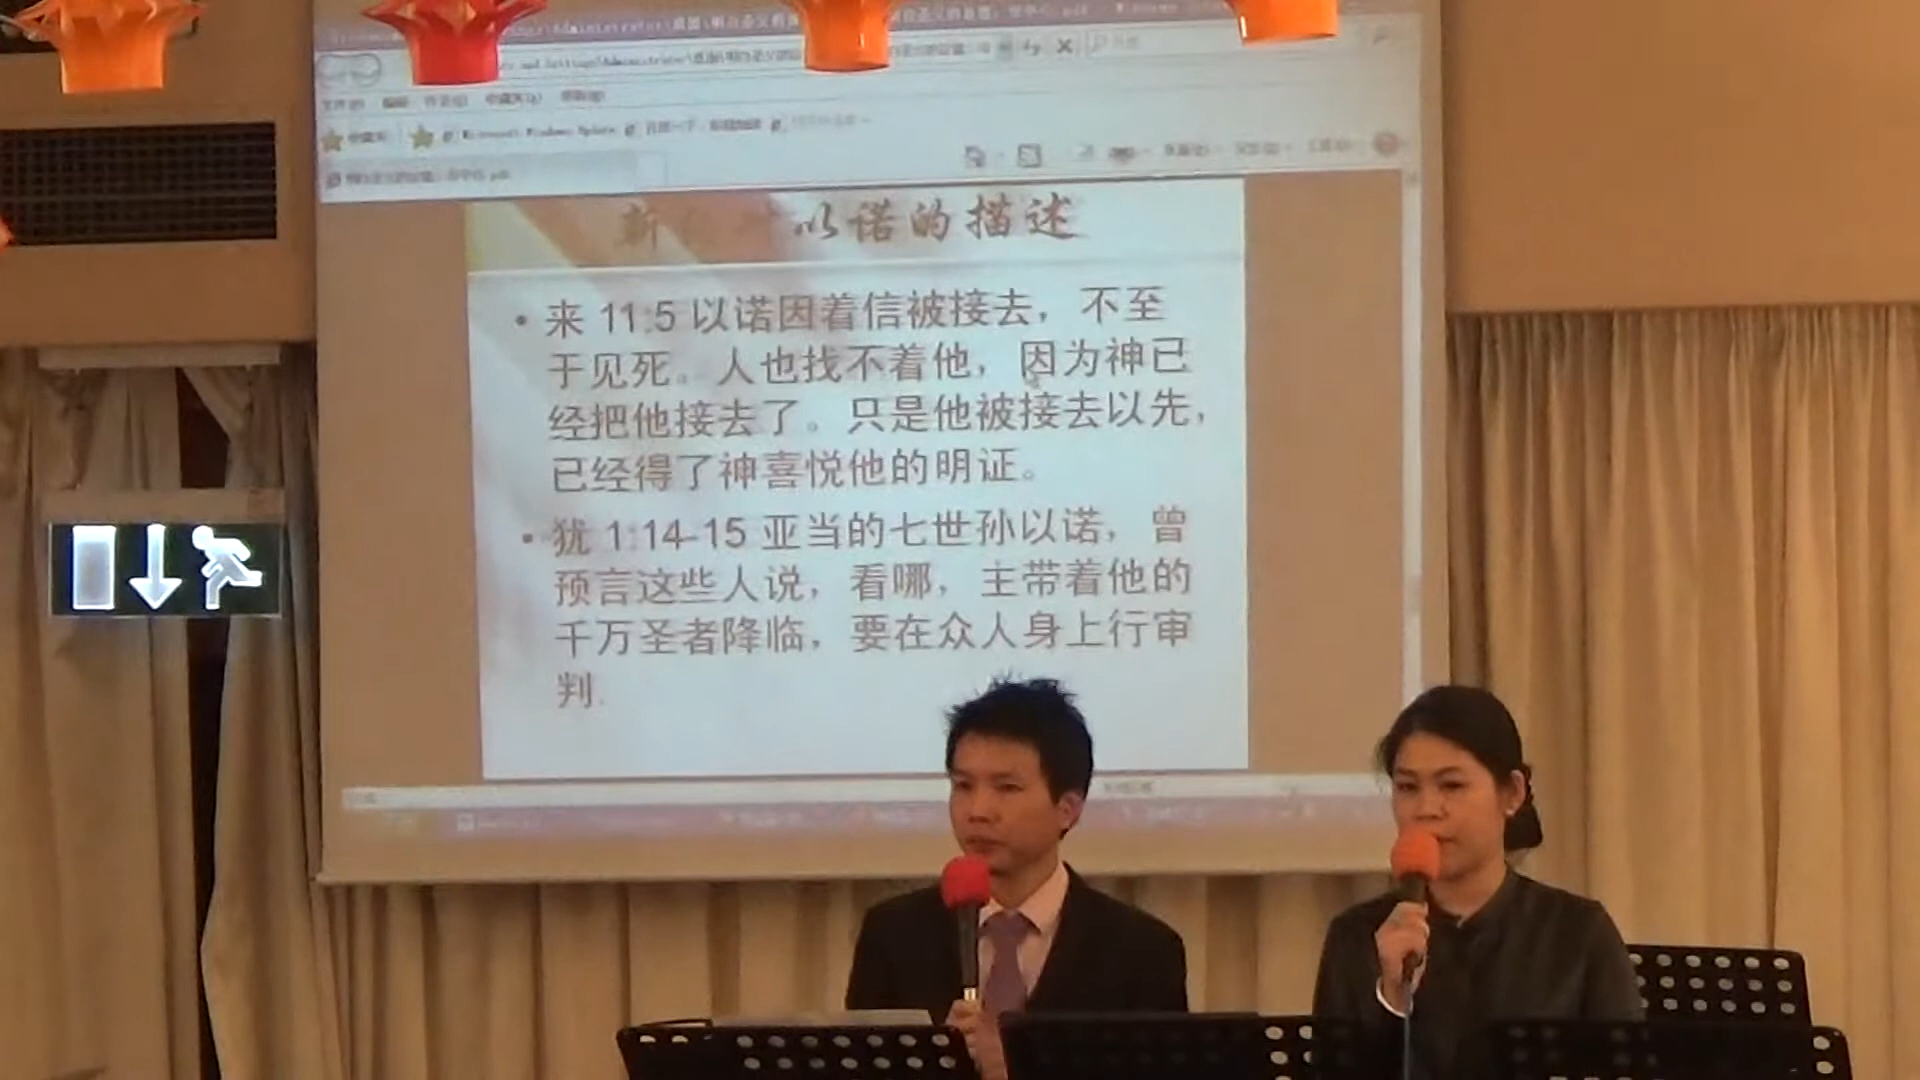 Microsoft Windows Update
以诺的描述
• 来 11:5 以诺因着信被接去，不至
于见死。人也找不着他，因为神已
经把他接去了。只是他被接去以先，
已经得了神喜悦他的明证。
• 犹 1:14-15 亚当的七世孙以诺，曾
预言这些人说，看哪，主带着他的
千万圣者降临，要在众人身上行审
判.